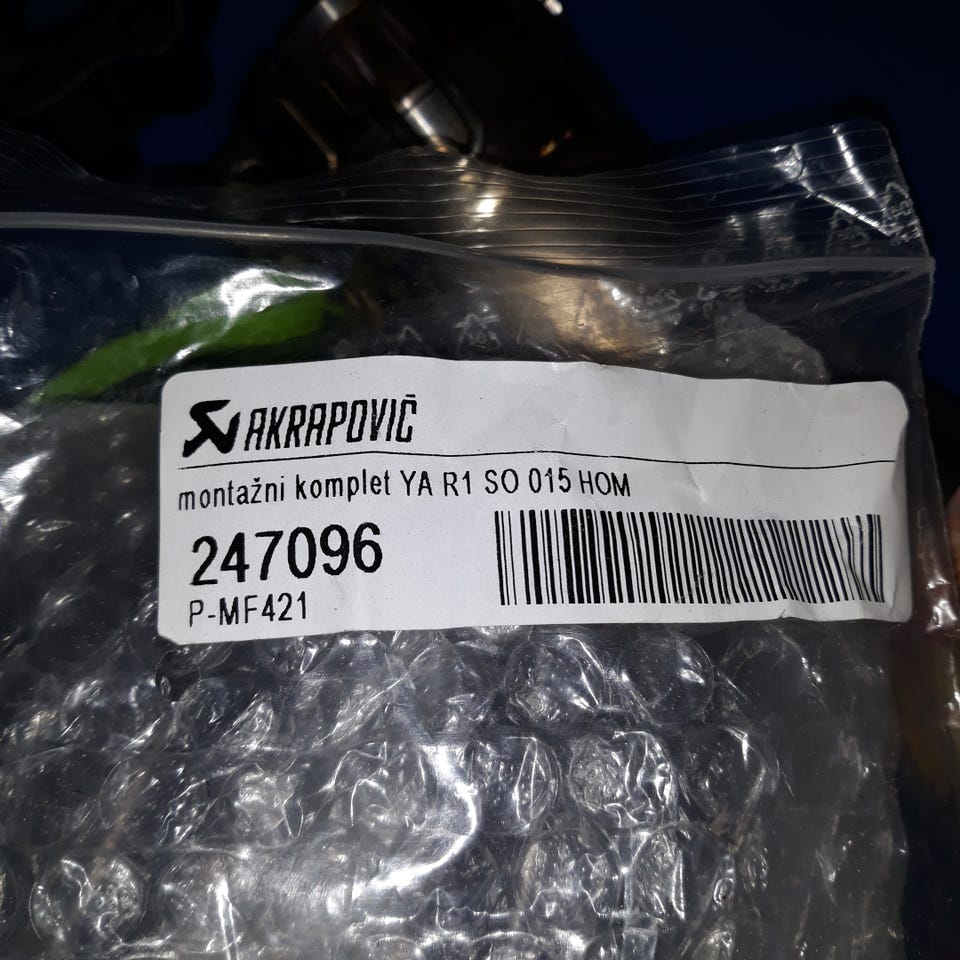 AKRAPOVIČ
montažni komplet YA R1 SO 015 HOM
247096
P-MF421